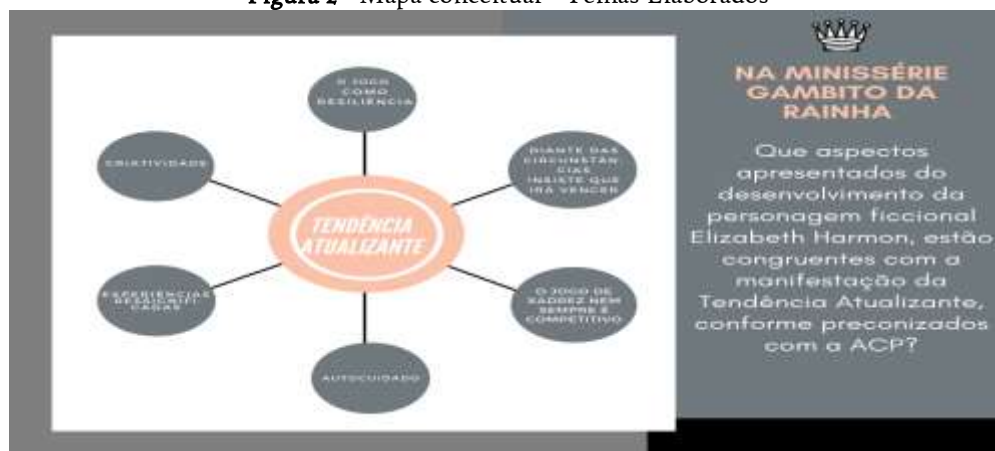 Figura 2 - Mapa conceitual - Temas Elaborados
O JOGO
COMO
RESILIÊNCIA
CRIATIVIDADE
DIANTE DAS
CIRCUNSTÂN
CIAS
INSISTE QUE
IRÁ VENCER
TENDÊNCIA
ATUALIZANTE
EXPERIÊNCIAS
RESSIGNIFI
CADAS
O JOGO DE
XADREZ NEM
SEMPRE É
COMPETITIVO
AUTOCUIDADO
NA MINISSÉRIE
GAMBITO DA
RAINHA
Que aspectos
apresentados do
desenvolvimento da
personagem ficcional
Elizabeth Harmon, estão
congruentes com a
manifestação da
Tendência Atualizante,
conforme preconizados
com a ACP?